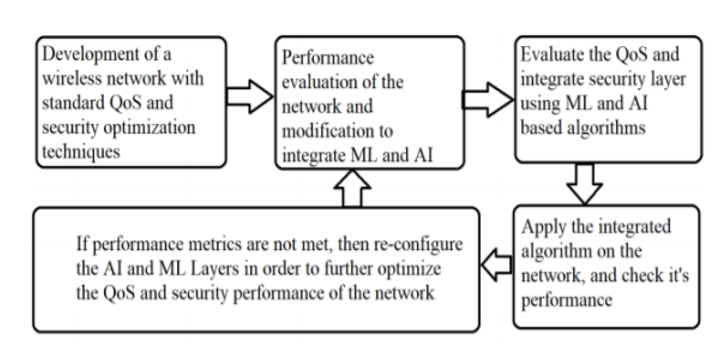 Development of a
wireless network with
standard QoS and
security optimization
techniques
Performance
evaluation of the
network and
modification to
integrate ML and AI
Evaluate the QoS and
integrate security layer
using ML and AI
based algorithms
Apply the integrated
algorithm on the
network, and check it's
performance
If performance metrics are not met, then re-configure
the AI and ML Layers in order to further optimize
the QoS and security performance of the network